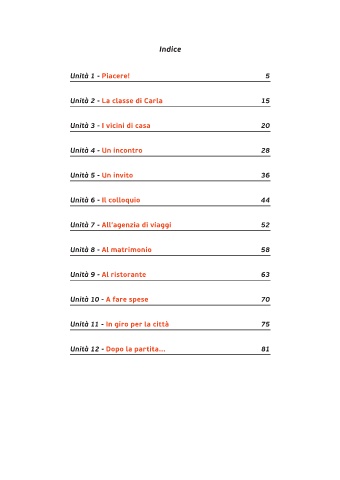 Indice
Unità 1 - Piacere! 5
Unità 2 - La classe di Carla 15
Unità 3 - I vicini di casa 20
Unità 4 - Un incontro 28
Unità 5 - Un invito 36
Unità 6 - Il colloquio 44
Unità 7 - All'agenzia di viaggi 52
Unità 8 - Al matrimonio 58
Unità 9 - Al ristorante 63
Unità 10 - A fare spese 70
Unità 11 - In giro per la città 75
Unità 12 - Dopo la partita... 81